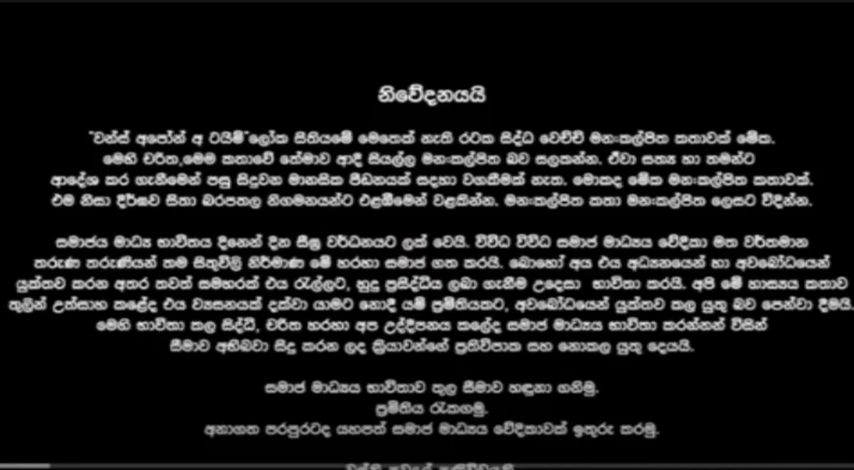 නිවේදනයයි
"වන්ස් අපෝන් අ ටයිම්"ලෝක සිතියමේ මෙතෙක් නැති රටක සිද්ධ වෙච්ච මනඃකල්පිත කතාවක් මේක.
මෙහි චරිත,මෙම කතාවේ තේමාව ආදී සියල්ල මනඃකල්පිත බව සලකන්න. ඒවා සත්‍ය හා තමන්ට
ආදේශ කර ගැනීමෙන් පසු සිදුවන මානසික පීඩනයක් සදහා වගකීමක් නැත. මොකද මේක මනඃකල්පිත කතාවක්.
එම නිසා දීර්ඝව සිතා බරපතල නිගමනයන්ට එළඹීමෙන් වළකින්න. මනඃකල්පිත කතා මනඃකල්පිත ලෙසට විදින්න.
සමාජය මාධ්‍ය භාවිතය දිනෙන් දින සීඝ්‍ර වර්ධනයට ලක් වෙයි. විවිධ විවිධ සමාජ මාධ්‍යය වේදිකා මත වර්තමාන
තරුණ තරුණියන් තම සිතුවිලි නිර්මාණ මේ හරහා සමාජ ගත කරයි. බොහෝ අය එය අධ්‍යනයෙන් හා අවබෝධයෙන්
යුක්තව කරන අතර තවත් සමහරක් එය රැල්ලට, හුදු ප්‍රසිද්ධිය ලබා ගැනීම උදෙසා භාවිතා කරයි. අපි මේ හාස්‍යය කතාව
තුලින් උත්සාහ කළේද එය ව්‍යසනයක් දක්වා යාමට නොදී යම් ප්‍රමිතියකට, අවබෝධයෙන් යුක්තව කල යුතු බව පෙන්වා දීමයි.
මෙහි භාවිතා කල සිද්ධි, චරිත හරහා අප උද්දීපනය කලේද සමාජ මාධ්‍යය භාවිතා කරන්නන් විසින්
සීමාව අභිබවා සිදු කරන ලද ක්‍රියාවන්ගේ ප්‍රතිවිපාක සහ නොකල යුතු දෙයයි.
සමාජ මාධ්‍යය භාවිතාව තුල සීමාව හඳුනා ගනිමු.
ප්‍රමිතිය රැකගමු.
අනාගත පරපුරටද යහපත් සමාජ මාධ්‍යය වේදිකාවක් ඉතුරු කරමු.